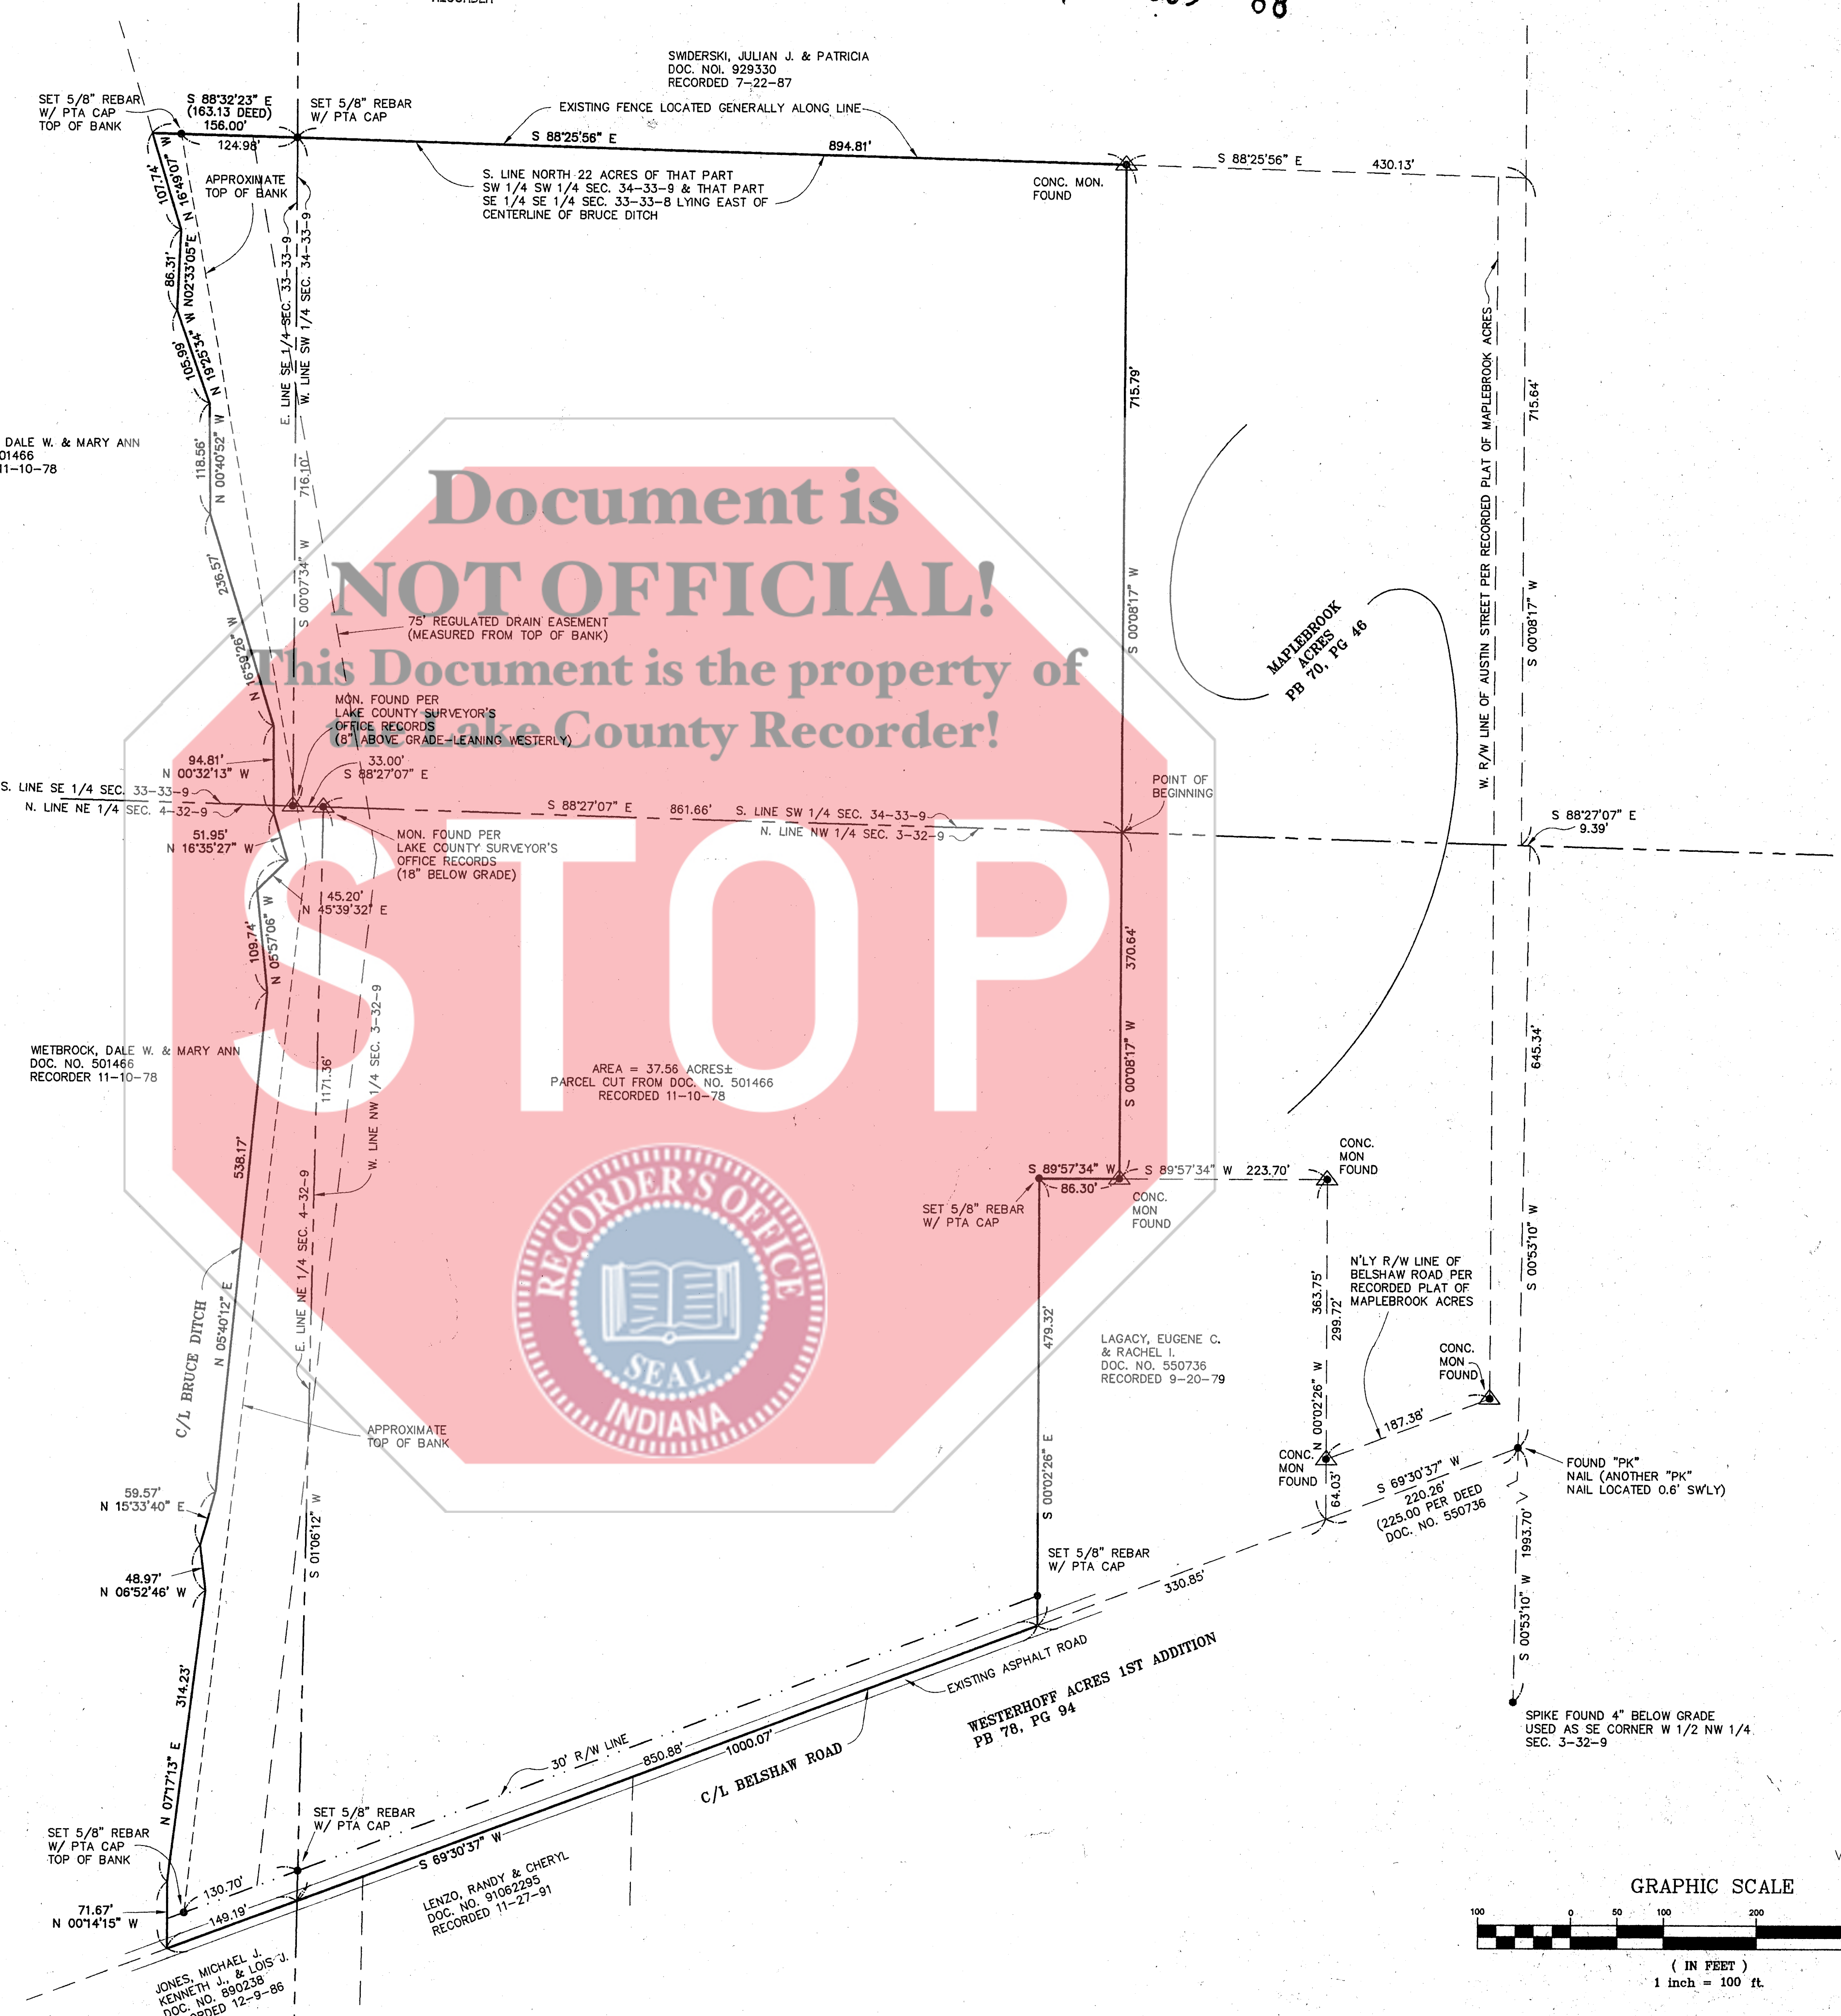 RECORDER
88
SWIDERSKI, JULIAN J. & PATRICIA
DOC. NOI. 929330
RECORDED 7-22-87
SET 5/8" REBAR
W/ PTA CAP
TOP OF BANK
S 88°32'23" E
(163.13 DEED)
156.00'
124.98'
SET 5/8" REBAR
W/ PTA CAP
EXISTING FENCE LOCATED GENERALLY ALONG LINE
S 88°25'56" E
894.81'
S 88°25'56" E
430.13'
CONC. MON.
FOUND
S. LINE NORTH 22 ACRES OF THAT PART
SW 1/4 SW 1/4 SEC. 34-33-9 & THAT PART
SE 1/4 SE 1/4 SEC. 33-33-8 LYING EAST OF
CENTERLINE OF BRUCE DITCH
APPROXIMATE
TOP OF BANK
107.74'
N 16°49'07" W
86.31'
N02°33'05"E
105.99'
N 19°25'34" W
118.56'
N 00°40'52" W
236.57'
N 16°59'26" W
E. LINE SE 1/4 SEC. 33-33-9
W. LINE SW 1/4 SEC. 34-33-9
716.10'
S 00°07'34" W
DALE W. & MARY ANN
01466
11-10-78
715.79'
S 00°08'17" W
W. R/W LINE OF AUSTIN STREET PER RECORDED PLAT OF MAPLEBROOK ACRES
715.64'
S 00°08'17" W
MAPLEBROOK
ACRES
PB 70, PG 46
Document is
NOT OFFICIAL!
This Document is the property of
the Lake County Recorder!
STOP
75' REGULATED DRAIN EASEMENT
(MEASURED FROM TOP OF BANK)
MON. FOUND PER
LAKE COUNTY SURVEYOR'S
OFFICE RECORDS
(8" ABOVE GRADE-LEANING WESTERLY)
94.81'
N 00°32'13" W
33.00'
S 88°27'07" E
S. LINE SE 1/4 SEC. 33-33-9
N. LINE NE 1/4 SEC. 4-32-9
S 88°27'07" E
861.66'
S. LINE SW 1/4 SEC. 34-33-9
N. LINE NW 1/4 SEC. 3-32-9
POINT OF
BEGINNING
S 88°27'07" E
9.39'
51.95'
N 16°35'27" W
MON. FOUND PER
LAKE COUNTY SURVEYOR'S
OFFICE RECORDS
(18" BELOW GRADE)
45.20'
N 45°39'32" E
109.74'
N 05°57'06" W
370.64'
S 00°08'17" W
645.34'
S 00°53'10" W
WIETBROCK, DALE W. & MARY ANN
DOC. NO. 501466
RECORDER 11-10-78
1171.36'
W. LINE NW 1/4 SEC. 3-32-9
AREA = 37.56 ACRES±
PARCEL CUT FROM DOC. NO. 501466
RECORDED 11-10-78
538.17'
N 05°40'12" E
E. LINE NE 1/4 SEC. 4-32-9
S 01°06'12" W
C/L BRUCE DITCH
APPROXIMATE
TOP OF BANK
RECORDER'S OFFICE
SEAL
INDIANA
S 89°57'34" W
86.30'
S 89°57'34" W 223.70'
CONC.
MON
FOUND
SET 5/8" REBAR
W/ PTA CAP
CONC.
MON
FOUND
N'LY R/W LINE OF
BELSHAW ROAD PER
RECORDED PLAT OF
MAPLEBROOK ACRES
363.75'
299.72'
N 00°02'26" W
64.03'
479.32'
S 00°02'26" E
LAGACY, EUGENE C.
& RACHEL I.
DOC. NO. 550736
RECORDED 9-20-79
CONC.
MON
FOUND
CONC.
MON
FOUND
187.38'
S 69°30'37" W
220.26'
(225.00 PER DEED
DOC. NO. 550736
FOUND "PK"
NAIL (ANOTHER "PK"
NAIL LOCATED 0.6' SW'LY)
S 00°53'10" W 1993.70'
SPIKE FOUND 4" BELOW GRADE
USED AS SE CORNER W 1/2 NW 1/4
SEC. 3-32-9
59.57'
N 15°33'40" E
48.97'
N 06°52'46" W
314.23'
N 07°17'13" E
SET 5/8" REBAR
W/ PTA CAP
330.85'
EXISTING ASPHALT ROAD
WESTERHOFF ACRES 1ST ADDITION
PB 78, PG 94
30' R/W LINE
850.88'
1000.07'
C/L BELSHAW ROAD
S 69°30'37" W
SET 5/8" REBAR
W/ PTA CAP
SET 5/8" REBAR
W/ PTA CAP
TOP OF BANK
130.70'
149.19'
71.67'
N 00°14'15" W
LENZO, RANDY & CHERYL
DOC. NO. 91062295
RECORDED 11-27-91
JONES, MICHAEL J.
KENNETH J., & LOIS J.
DOC. NO. 890238
RECORDED 12-9-86
GRAPHIC SCALE
100 0 50 100 200
( IN FEET )
1 inch = 100 ft.